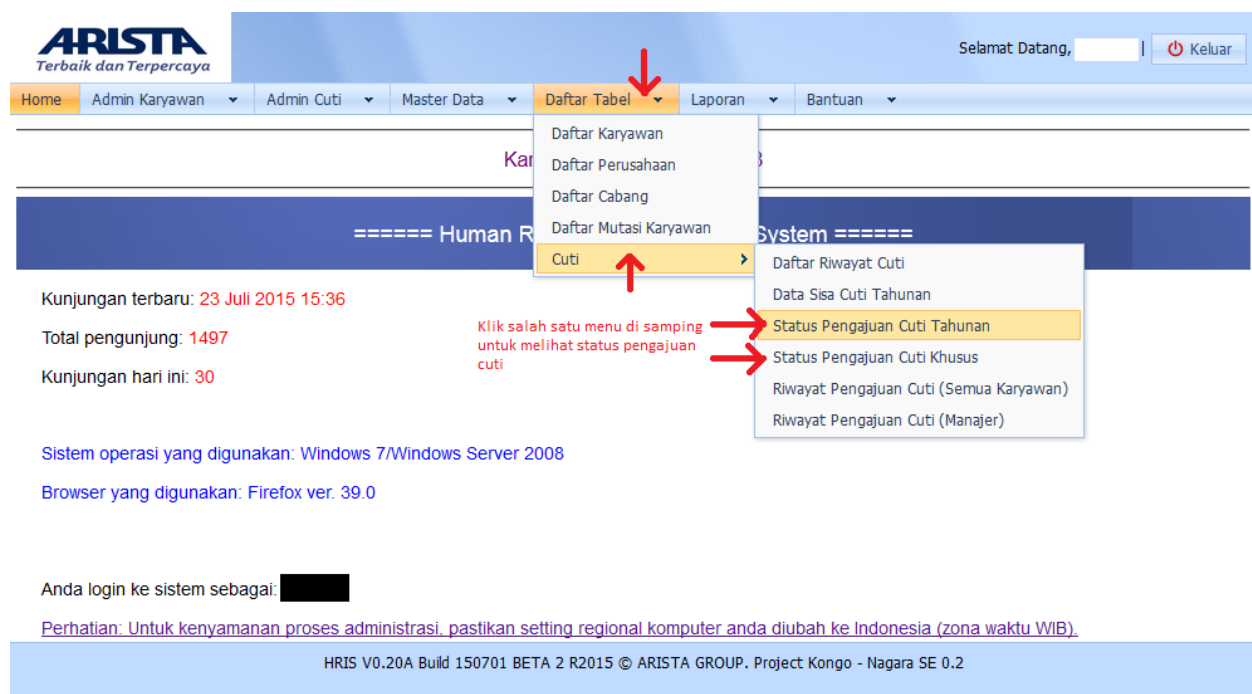 ARISTA
Terbaik dan Terpercaya
Selamat Datang, | Keluar
Home Admin Karyawan Admin Cuti Master Data Daftar Tabel Laporan Bantuan
Daftar Karyawan
Daftar Perusahaan
Daftar Cabang
Daftar Mutasi Karyawan
Cuti
====== Human R System ======
Daftar Riwayat Cuti
Data Sisa Cuti Tahunan
Status Pengajuan Cuti Tahunan
Status Pengajuan Cuti Khusus
Riwayat Pengajuan Cuti (Semua Karyawan)
Riwayat Pengajuan Cuti (Manajer)
Kunjungan terbaru: 23 Juli 2015 15:36
Total pengunjung: 1497
Kunjungan hari ini: 30
Klik salah satu menu di samping
untuk melihat status pengajuan
cuti
Sistem operasi yang digunakan: Windows 7/Windows Server 2008
Browser yang digunakan: Firefox ver. 39.0
Anda login ke sistem sebagai:
Perhatian: Untuk kenyamanan proses administrasi, pastikan setting regional komputer anda diubah ke Indonesia (zona waktu WIB).
HRIS V0.20A Build 150701 BETA 2 R2015 © ARISTA GROUP. Project Kongo - Nagara SE 0.2